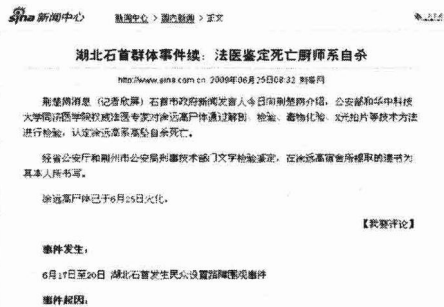 sina 新闻中心
新闻中心 > 国内新闻 > 正文
湖北石首群体事件续：法医鉴定死亡厨师系自杀
http://www.sina.com.cn 2009年06月25日08:32 荆楚网
荆楚网消息 （记者欣屏）石首市政府新闻发言人今日向荆楚网介绍，公安部和华中科技
大学同济医学院权威法医专家对涂远高尸体通过解剖、检验、毒物化验、X光拍片等技术方法
进行检验，认定涂远高系高坠自杀死亡。
经省公安厅和荆州市公安局刑事技术部门文字检验鉴定，在涂远高宿舍所提取的遗书为
其本人所书写。
涂远高尸体已于6月25日火化。
【我要评论】
事件发生：
6月17日至20日 湖北石首发生民众设置路障围观事件
事件起因：